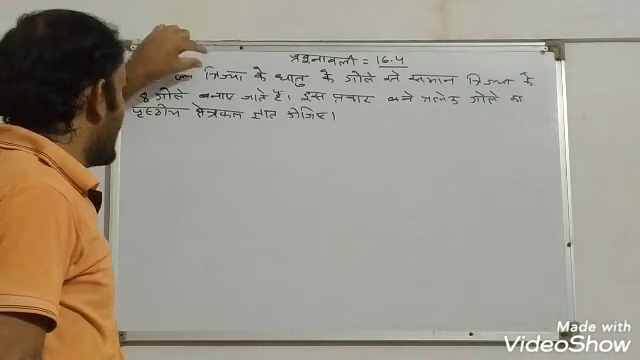 प्रश्नावली = 16.4
त्रिज्या के धातु के गोले से समान त्रिज्या के
8 गोले बनाए जाते है। इस प्रकार बने प्रत्येक गोले का
पृष्ठीय क्षेत्रफल ज्ञात कीजिए।
Made with
VideoShow